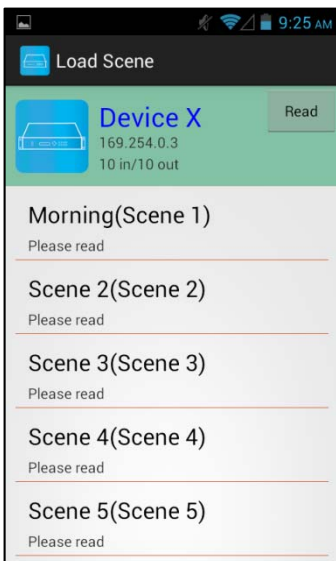 9:25 AM
Load Scene
Device X
Read
169.254.0.3
10 in/10 out
Morning(Scene 1)
Please read
Scene 2(Scene 2)
Please read
Scene 3(Scene 3)
Please read
Scene 4(Scene 4)
Please read
Scene 5(Scene 5)
Please read